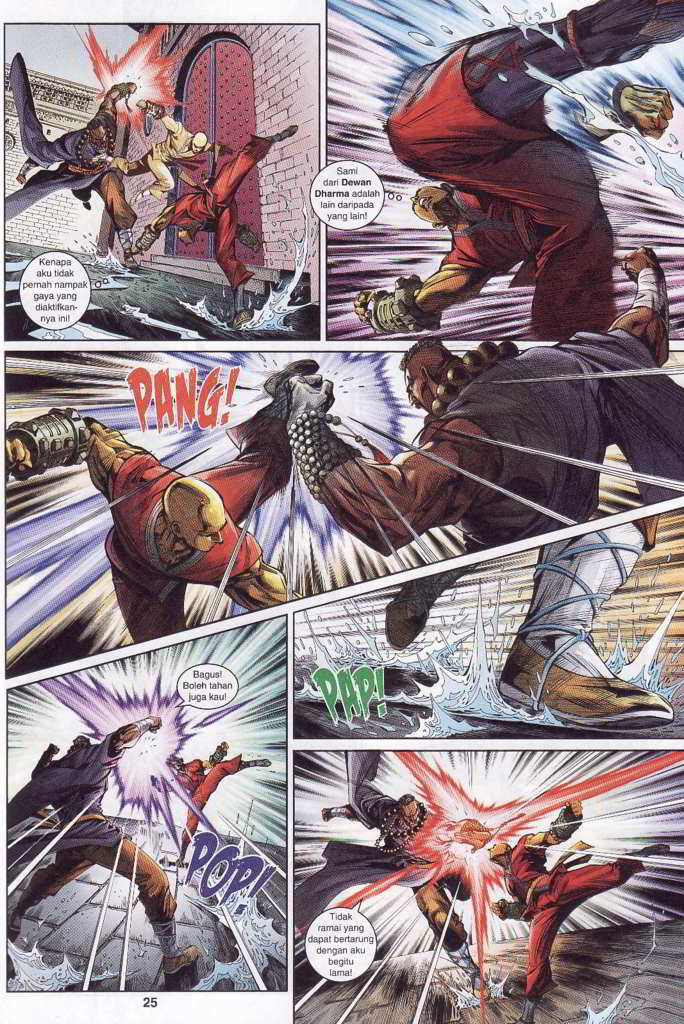 Kenapa
aku tidak
pernah nampak
gaya yang
diaktifkan-
nya ini!
Sami
dari Dewan
Dharma adalah
lain daripada
yang lain!
PANG!
PAP!
Bagus!
Boleh tahan
juga kau!
POP!
Tidak
ramai yang
dapat bertarung
dengan aku
begitu
lama!
25